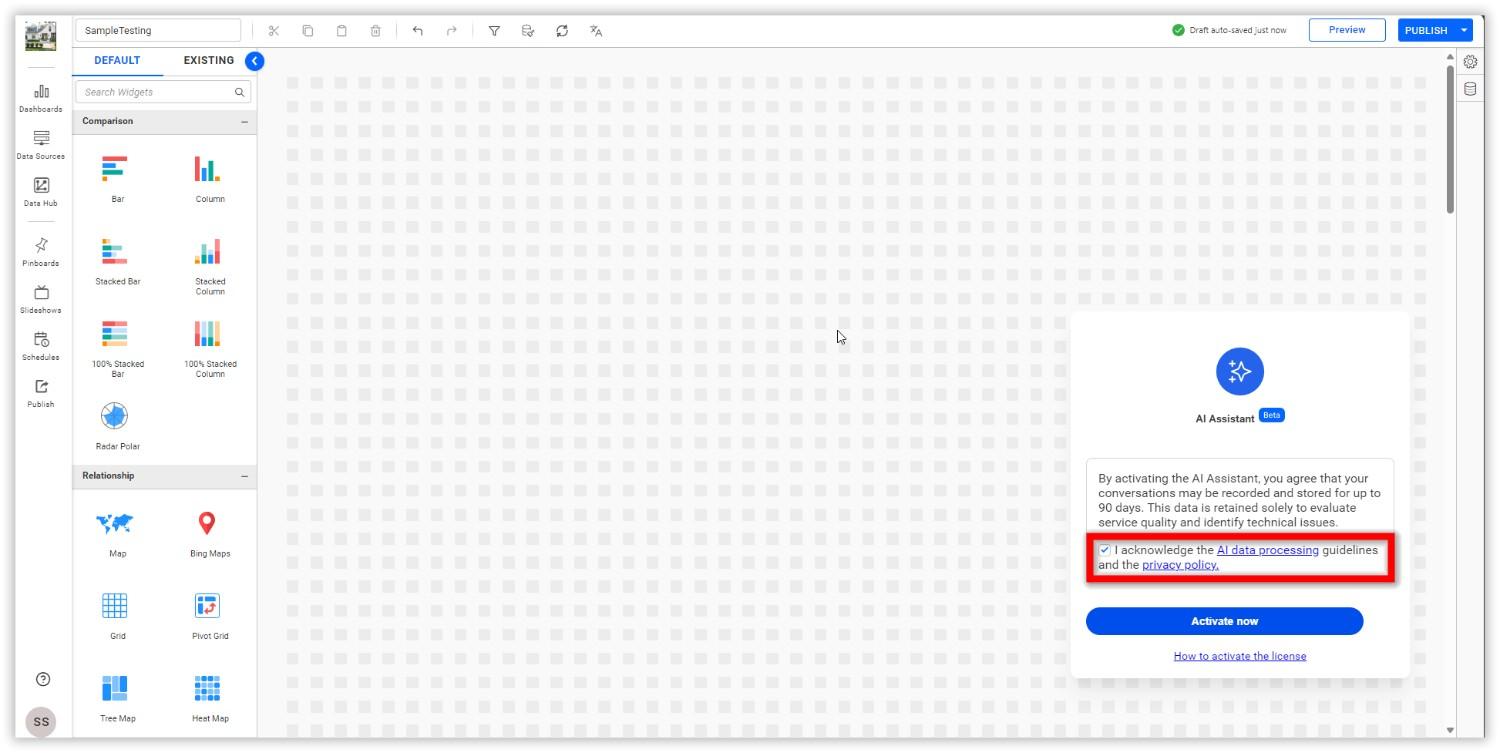 SampleTesting
Draft auto-saved just now
Preview
PUBLISH
DEFAULT
EXISTING
Search Widgets
Dashboards
Data Sources
Data Hub
Pinboards
Slideshows
Schedules
Publish
SS
Comparison
Bar
Column
Stacked Bar
Stacked
Column
100% Stacked
Bar
100% Stacked
Column
Radar Polar
Relationship
Map
Bing Maps
Grid
Pivot Grid
Tree Map
Heat Map
AI Assistant Beta
By activating the AI Assistant, you agree that your
conversations may be recorded and stored for up to
90 days. This data is retained solely to evaluate
service quality and identify technical issues.
I acknowledge the AI data processing guidelines
and the privacy policy.
Activate now
How to activate the license